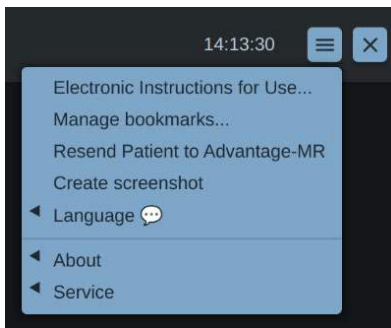 14:13:30
Electronic Instructions for Use...
Manage bookmarks...
Resend Patient to Advantage-MR
Create screenshot
Language
About
Service